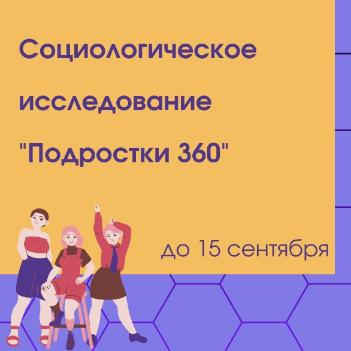 Социологическое
исследование
"Подростки 360"
до 15 сентября